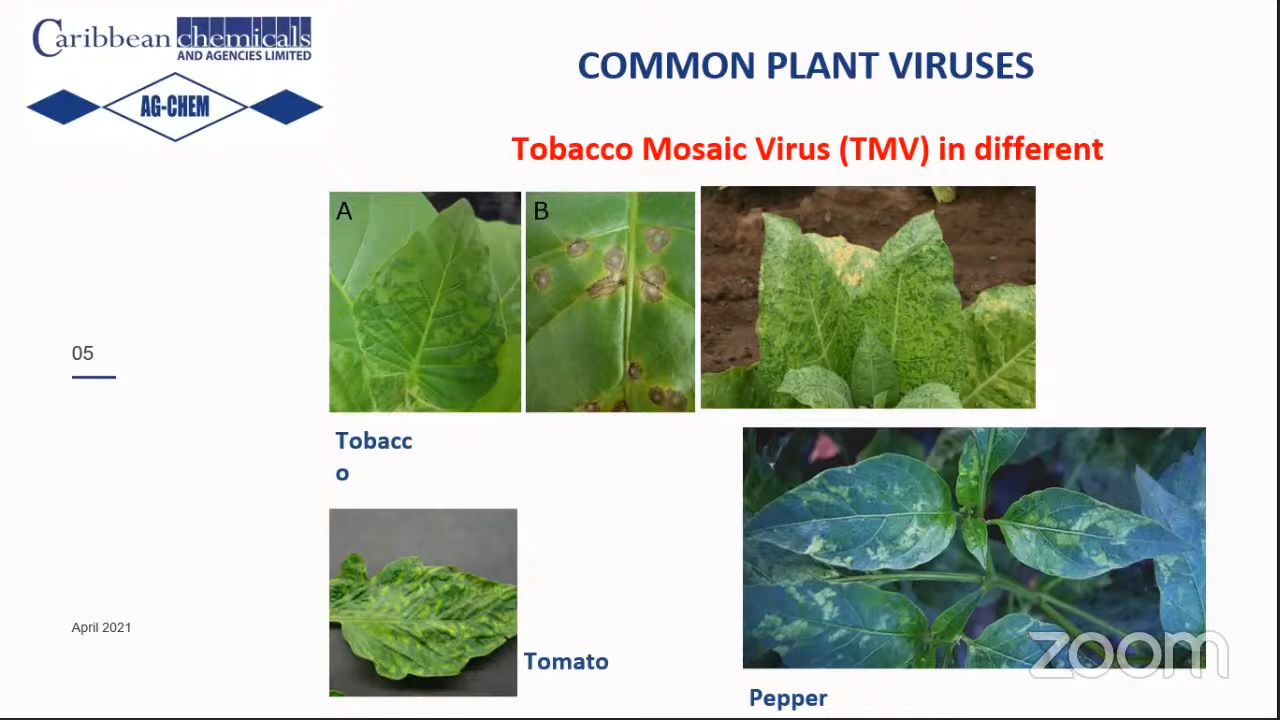 Caribbean chemicals
AND AGENCIES LIMITED
AG-CHEM
COMMON PLANT VIRUSES
Tobacco Mosaic Virus (TMV) in different
A
B
05
Tobacc
o
April 2021
Tomato
Pepper
zoom